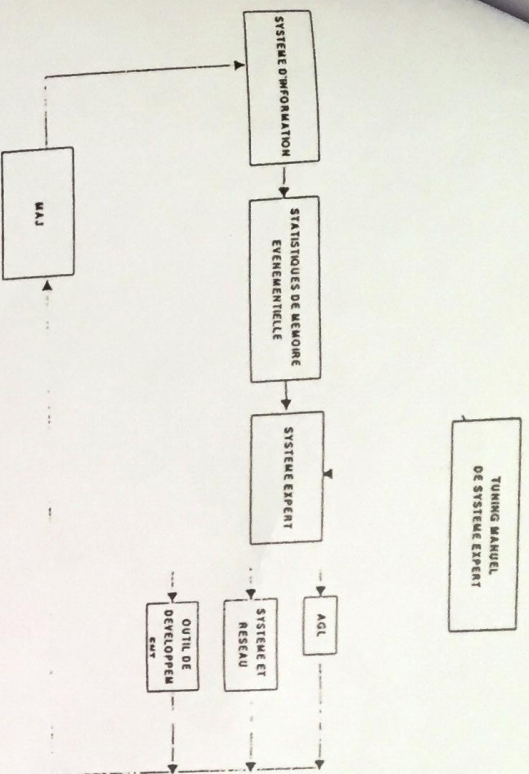 TUNING MANUEL
DE SYSTEME EXPERT
SYSTEME D'INFORMATION
STATISTIQUES DE MEMOIRE
EVENEMENTIELLE
SYSTEME EXPERT
AGL
SYSTEME ET
RESEAU
OUTIL DE
DEVELOPPEM
ENT
MAJ